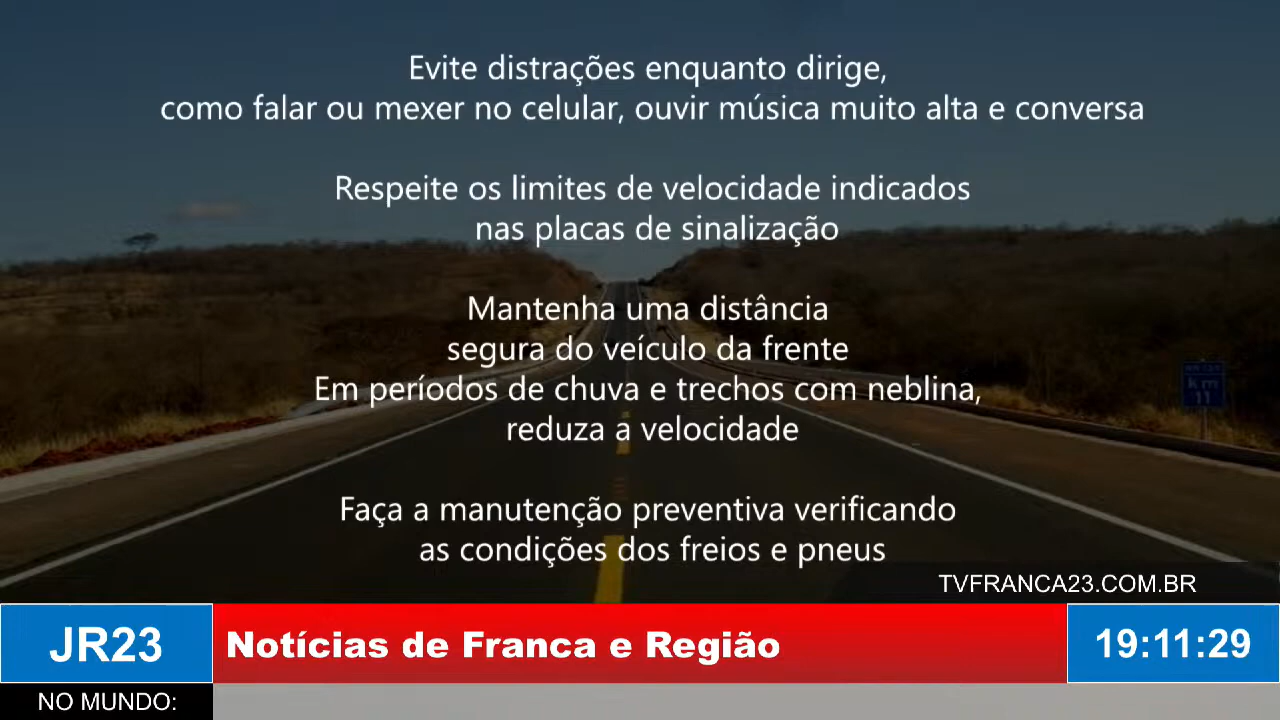 Evite distrações enquanto dirige,
como falar ou mexer no celular, ouvir música muito alta e conversa
Respeite os limites de velocidade indicados
nas placas de sinalização
Mantenha uma distância
segura do veículo da frente
Em períodos de chuva e trechos com neblina,
reduza a velocidade
km
11
Faça a manutenção preventiva verificando
as condições dos freios e pneus
TVFRANCA23.COM.BR
JR23
Notícias de Franca e Região
19:11:29
NO MUNDO: